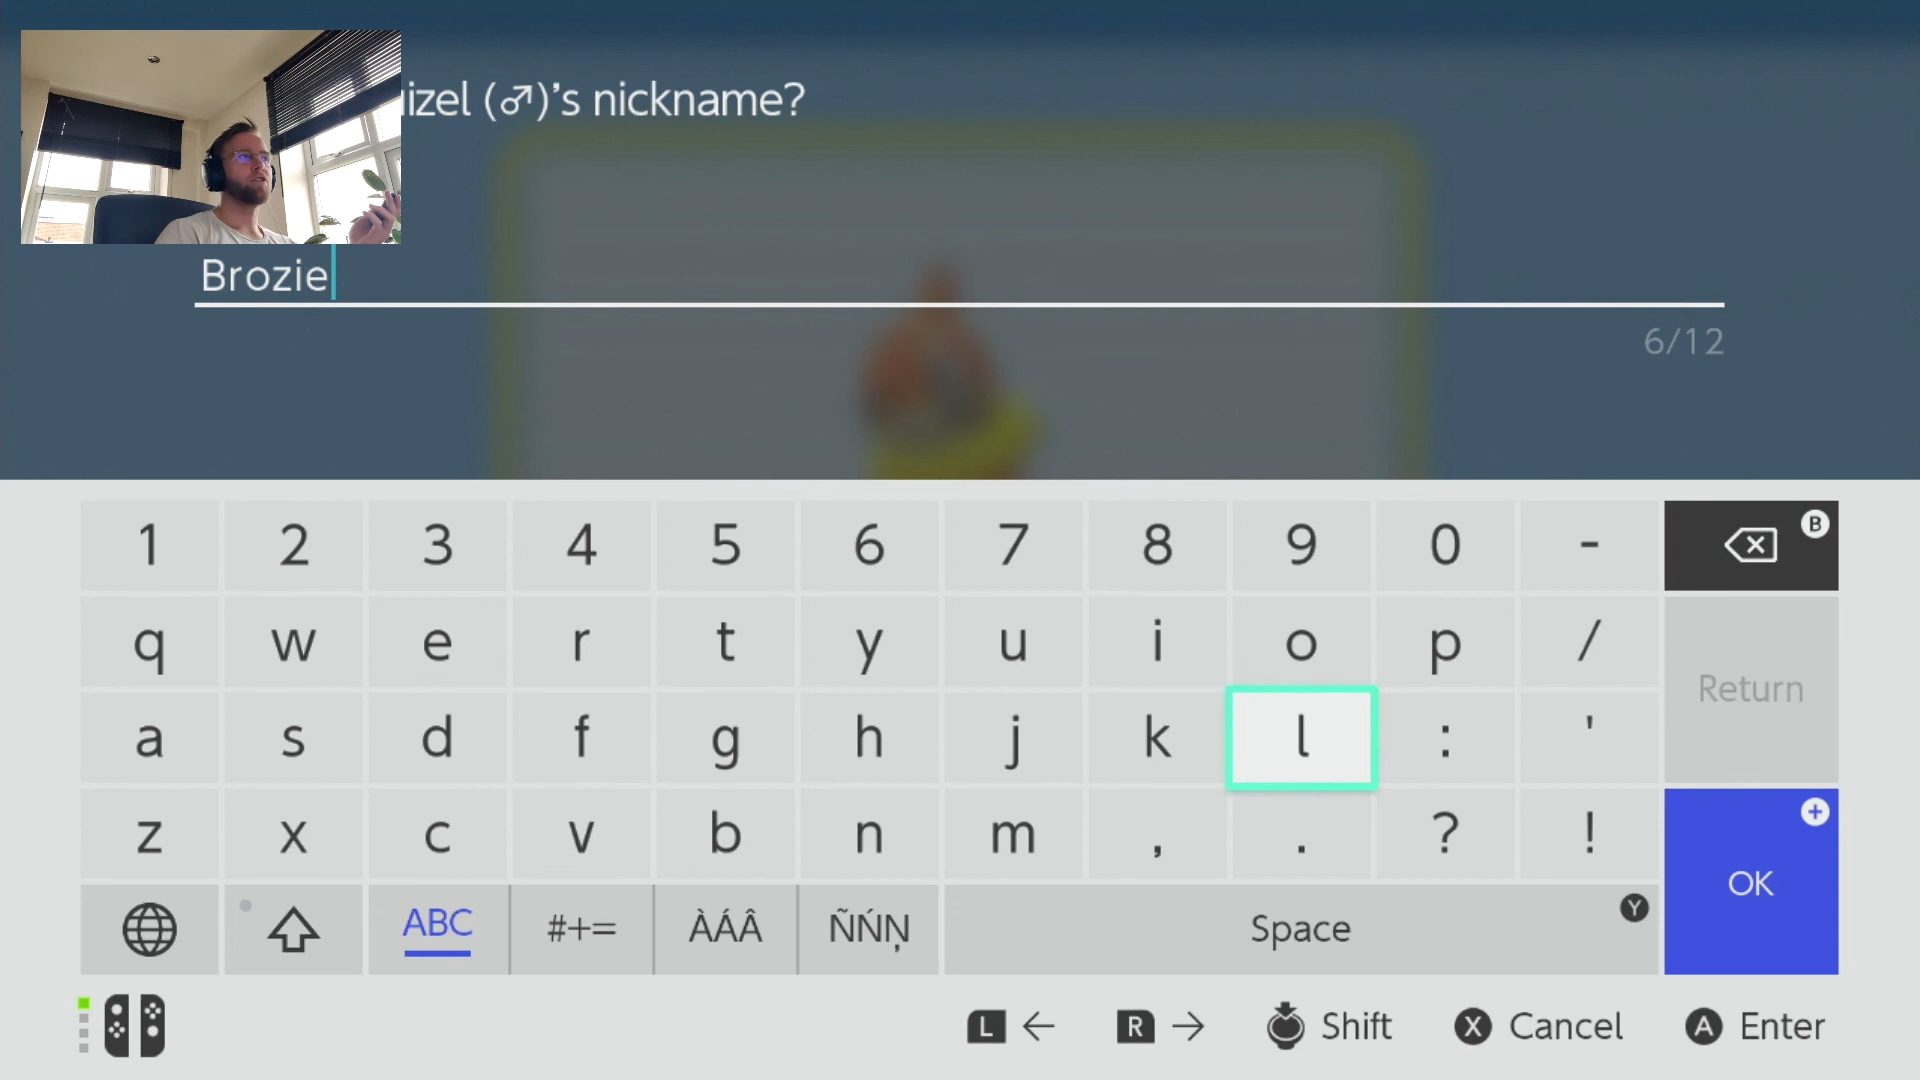 izel (♂)'s nickname?
Brozie
6/12
1 2 3 4 5 6 7 8 9 0 - B
q w e r t y u i o p /
Return
a s d f g h j k l : '
z x c v b n m , . ? ! +
OK
ABC #+= ÀÁÂ ÑŃŅ Space Y
L ← R → Shift X Cancel A Enter